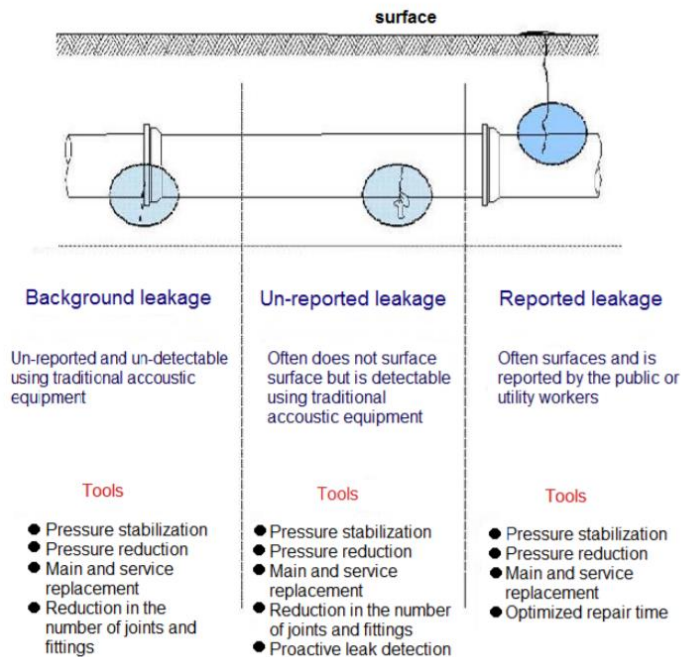 surface
Background leakage
Un-reported and un-detectable
using traditional accoustic
equipment
Tools
● Pressure stabilization
● Pressure reduction
● Main and service
replacement
● Reduction in the
number of joints and
fittings
Un-reported leakage
Often does not surface
surface but is detectable
using traditional
accoustic equipment
Tools
● Pressure stabilization
● Pressure reduction
● Main and service
replacement
● Reduction in the number
of joints and fittings
● Proactive leak detection
Reported leakage
Often surfaces and is
reported by the public or
utility workers
Tools
● Pressure stabilization
● Pressure reduction
● Main and service
replacement
● Optimized repair time